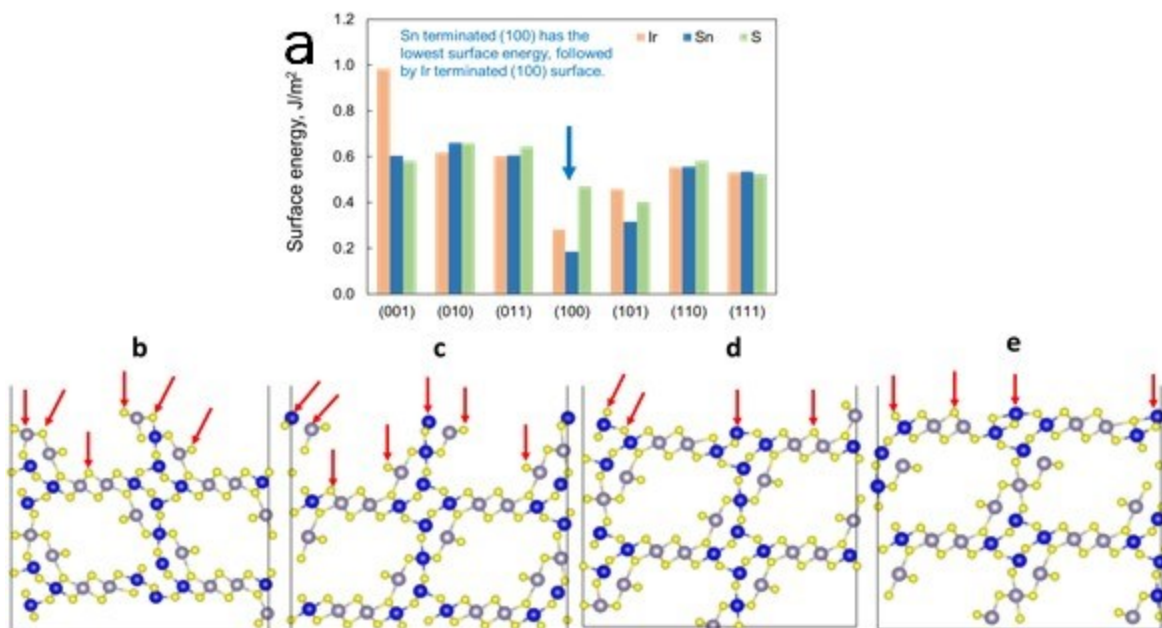 a
Surface energy, J/m²
1.2
1.0
0.8
0.6
0.4
0.2
0.0
Sn terminated (100) has the
lowest surface energy, followed
by Ir terminated (100) surface.
Ir Sn S
(001) (010) (011) (100) (101) (110) (111)
b c d e